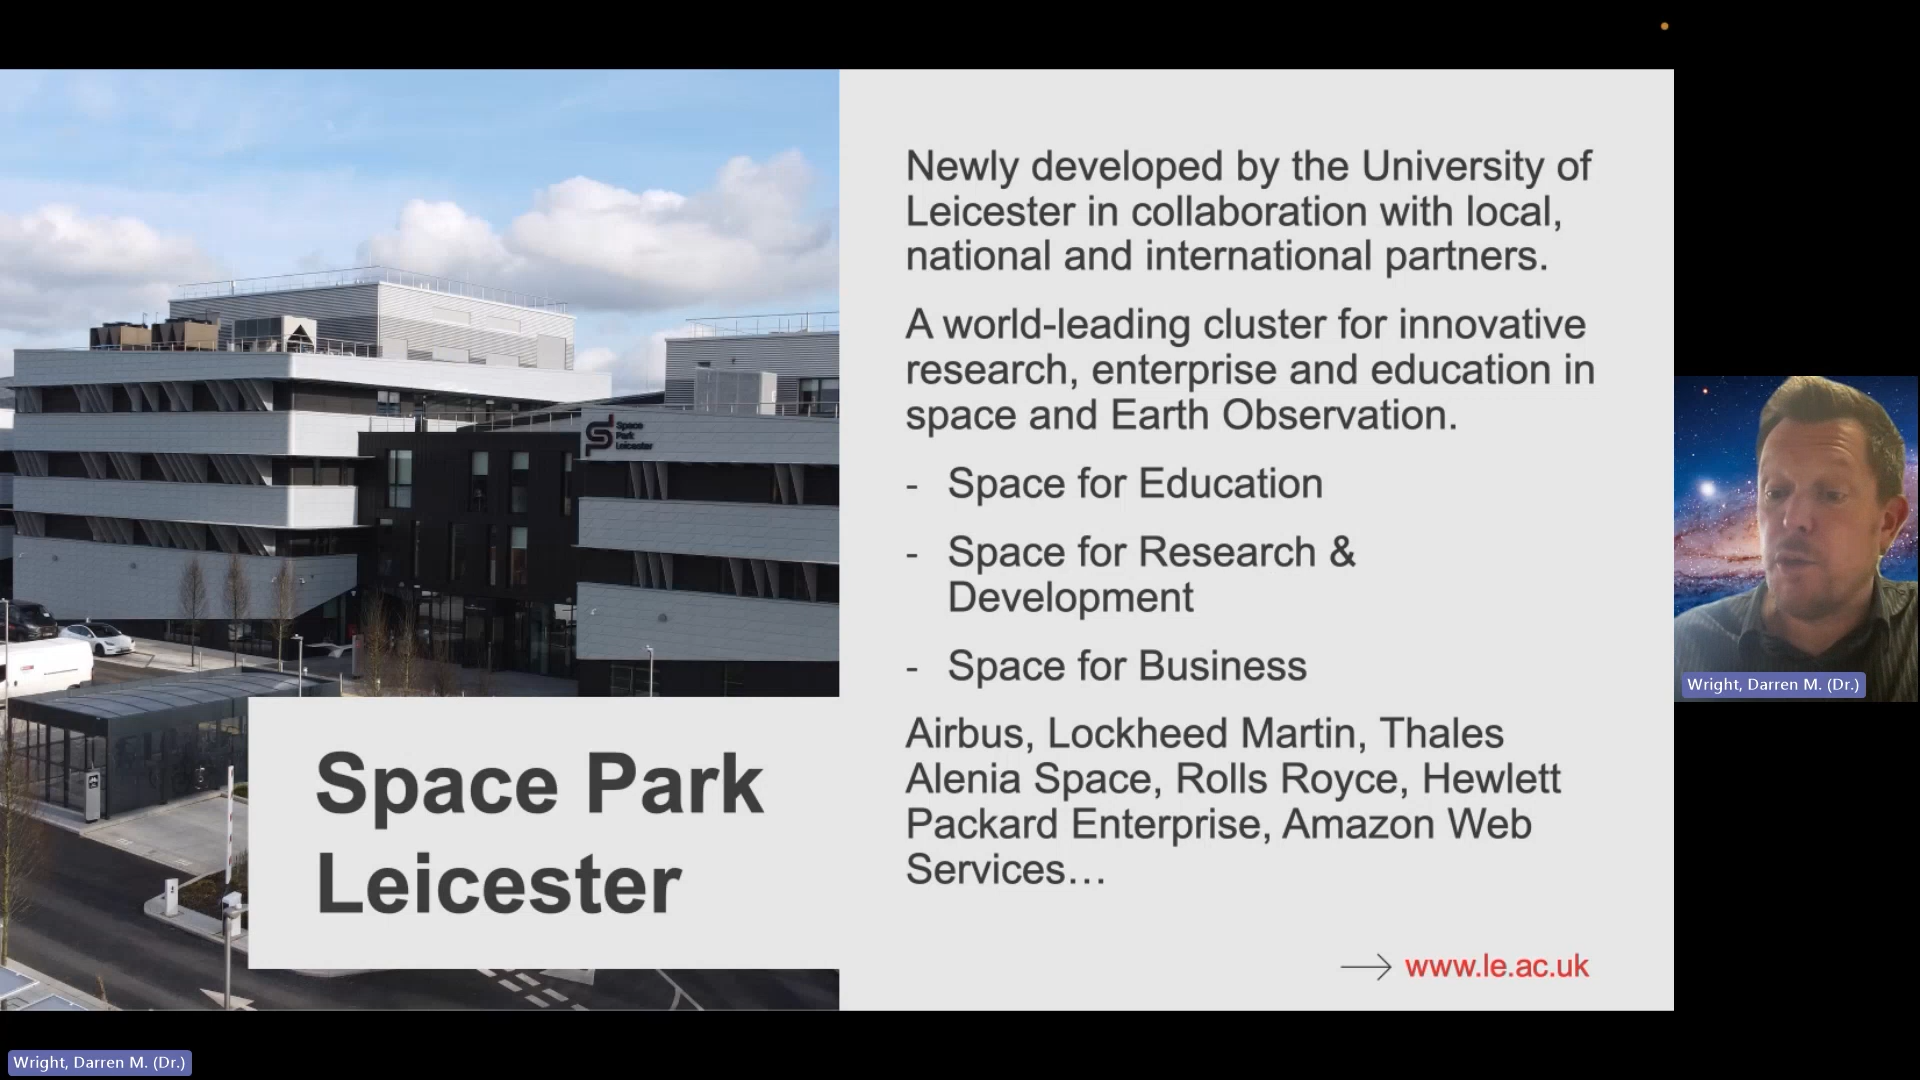 Newly developed by the University of
Leicester in collaboration with local,
national and international partners.
A world-leading cluster for innovative
research, enterprise and education in
space and Earth Observation.
- Space for Education
- Space for Research &
Development
- Space for Business
Airbus, Lockheed Martin, Thales
Alenia Space, Rolls Royce, Hewlett
Packard Enterprise, Amazon Web
Services…
www.le.ac.uk
Space
Park
Leicester
Space Park
Leicester
Wright, Darren M. (Dr.)
Wright, Darren M. (Dr.)